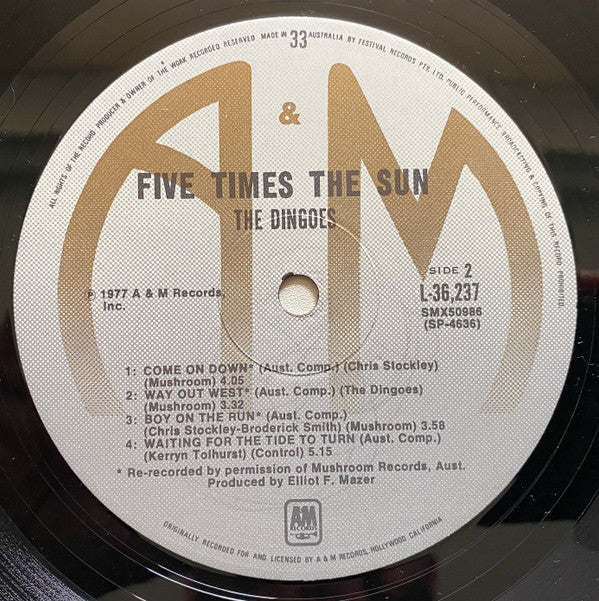 ALL RIGHTS OF THE RECORD PRODUCER & OWNER OF THE WORK RECORDED RESERVED MADE IN 33 AUSTRALIA BY FESTIVAL RECORDS PTY. LTD. PUBLIC PERFORMANCE BROADCASTING & COPYING OF THIS RECORD PROHIBITED
A & M
FIVE TIMES THE SUN
THE DINGOES
SIDE 2
L-36,237
SMX50986
(SP-4636)
℗ 1977 A & M Records,
Inc.
1: COME ON DOWN* (Aust. Comp.) (Chris Stockley)
(Mushroom) 4.05
2: WAY OUT WEST* (Aust. Comp.) (The Dingoes)
(Mushroom) 3.32
3: BOY ON THE RUN* (Aust. Comp.)
(Chris Stockley-Broderick Smith) (Mushroom) 3.58
4: WAITING FOR THE TIDE TO TURN (Aust. Comp.)
(Kerryn Tolhurst) (Control) 5.15
* Re-recorded by permission of Mushroom Records, Aust.
Produced by Elliot F. Mazer
AM
RECORDS
ORIGINALLY RECORDED FOR AND LICENSED BY A & M RECORDS, HOLLYWOOD CALIFORNIA